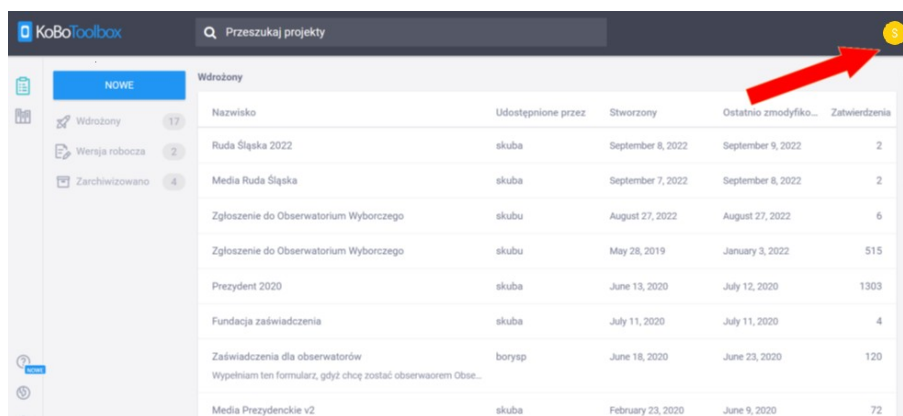 KoBoToolbox
Przeszukaj projekty
S
NOWE
Wdrożony 17
Wersja robocza 2
Zarchiwizowano 4
Wdrożony
Nazwisko Udostępnione przez Stworzony Ostatnio zmodyfiko... Zatwierdzenia
Ruda Śląska 2022 skuba September 8, 2022 September 9, 2022 2
Media Ruda Śląska skuba September 7, 2022 September 8, 2022 2
Zgłoszenie do Obserwatorium Wyborczego skubu August 27, 2022 August 27, 2022 6
Zgłoszenie do Obserwatorium Wyborczego skubu May 28, 2019 January 3, 2022 515
Prezydent 2020 skuba June 13, 2020 July 12, 2020 1303
Fundacja zaświadczenia skuba July 11, 2020 July 11, 2020 4
Zaświadczenia dla obserwatorów borysp June 18, 2020 June 23, 2020 120
Wypełniam ten formularz, gdyż chcę zostać obserwaorem Obse...
Media Prezydenckie v2 skuba February 23, 2020 June 9, 2020 72
NOWE